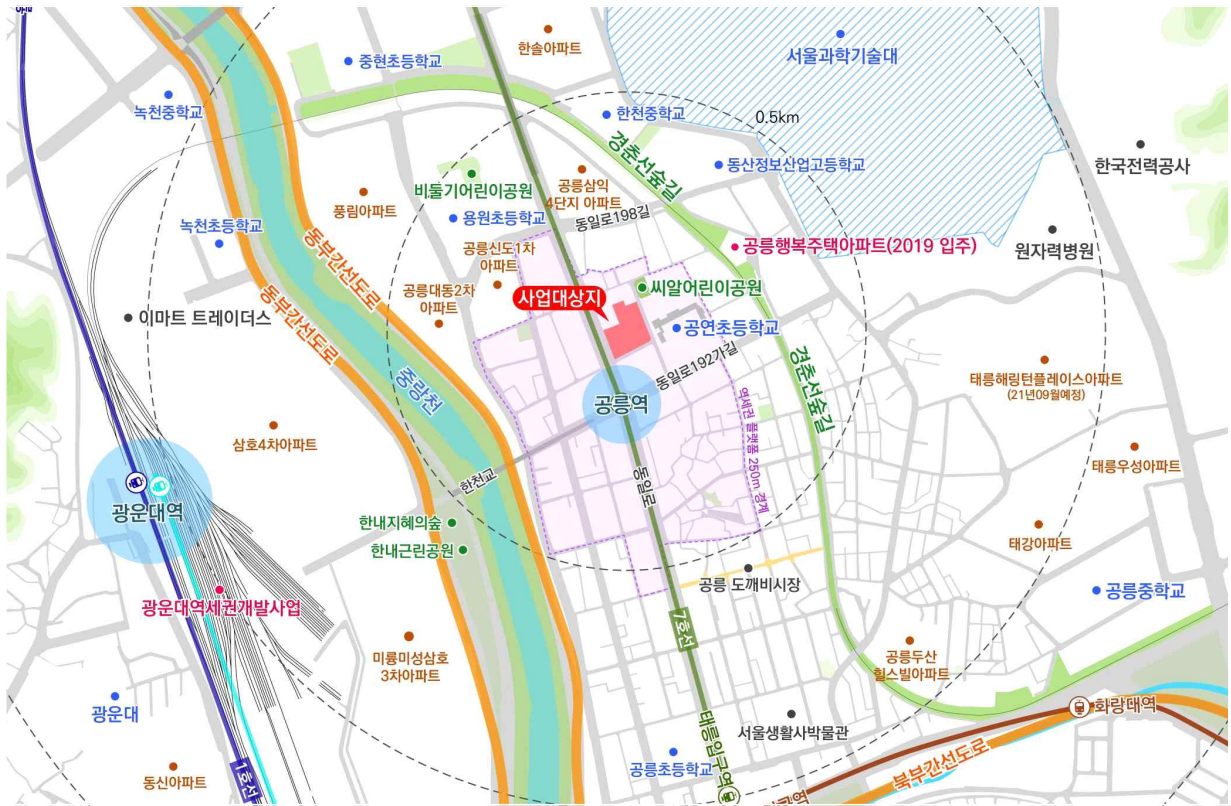 한솔아파트
서울과학기술대
중현초등학교
녹천중학교
한천중학교
0.5km
경춘선숲길
한국전력공사
동산정보산업고등학교
비둘기어린이공원
공릉삼익
4단지 아파트
풍림아파트
용원초등학교
동일로198길
녹천초등학교
동부간선도로
공릉신도1차
아파트
공릉행복주택아파트(2019 입주)
원자력병원
동부간선도로
공릉대동2차
아파트
사업대상지
씨알어린이공원
이마트 트레이더스
공연초등학교
중랑천
동일로192가길
경춘선숲길
태릉해링턴플레이스아파트
(21년09월예정)
공릉역
역세권 플랫폼 250m 경계
삼호4차아파트
태릉우성아파트
한천교
동일로
광운대역
한내지혜의숲
한내근린공원
태강아파트
공릉 도깨비시장
공릉중학교
광운대역세권개발사업
7호선
미륭미성삼호
3차아파트
공릉두산
힐스빌아파트
광운대
화랑대역
서울생활사박물관
태릉입구역
북부간선도로
공릉초등학교
동신아파트
1호선